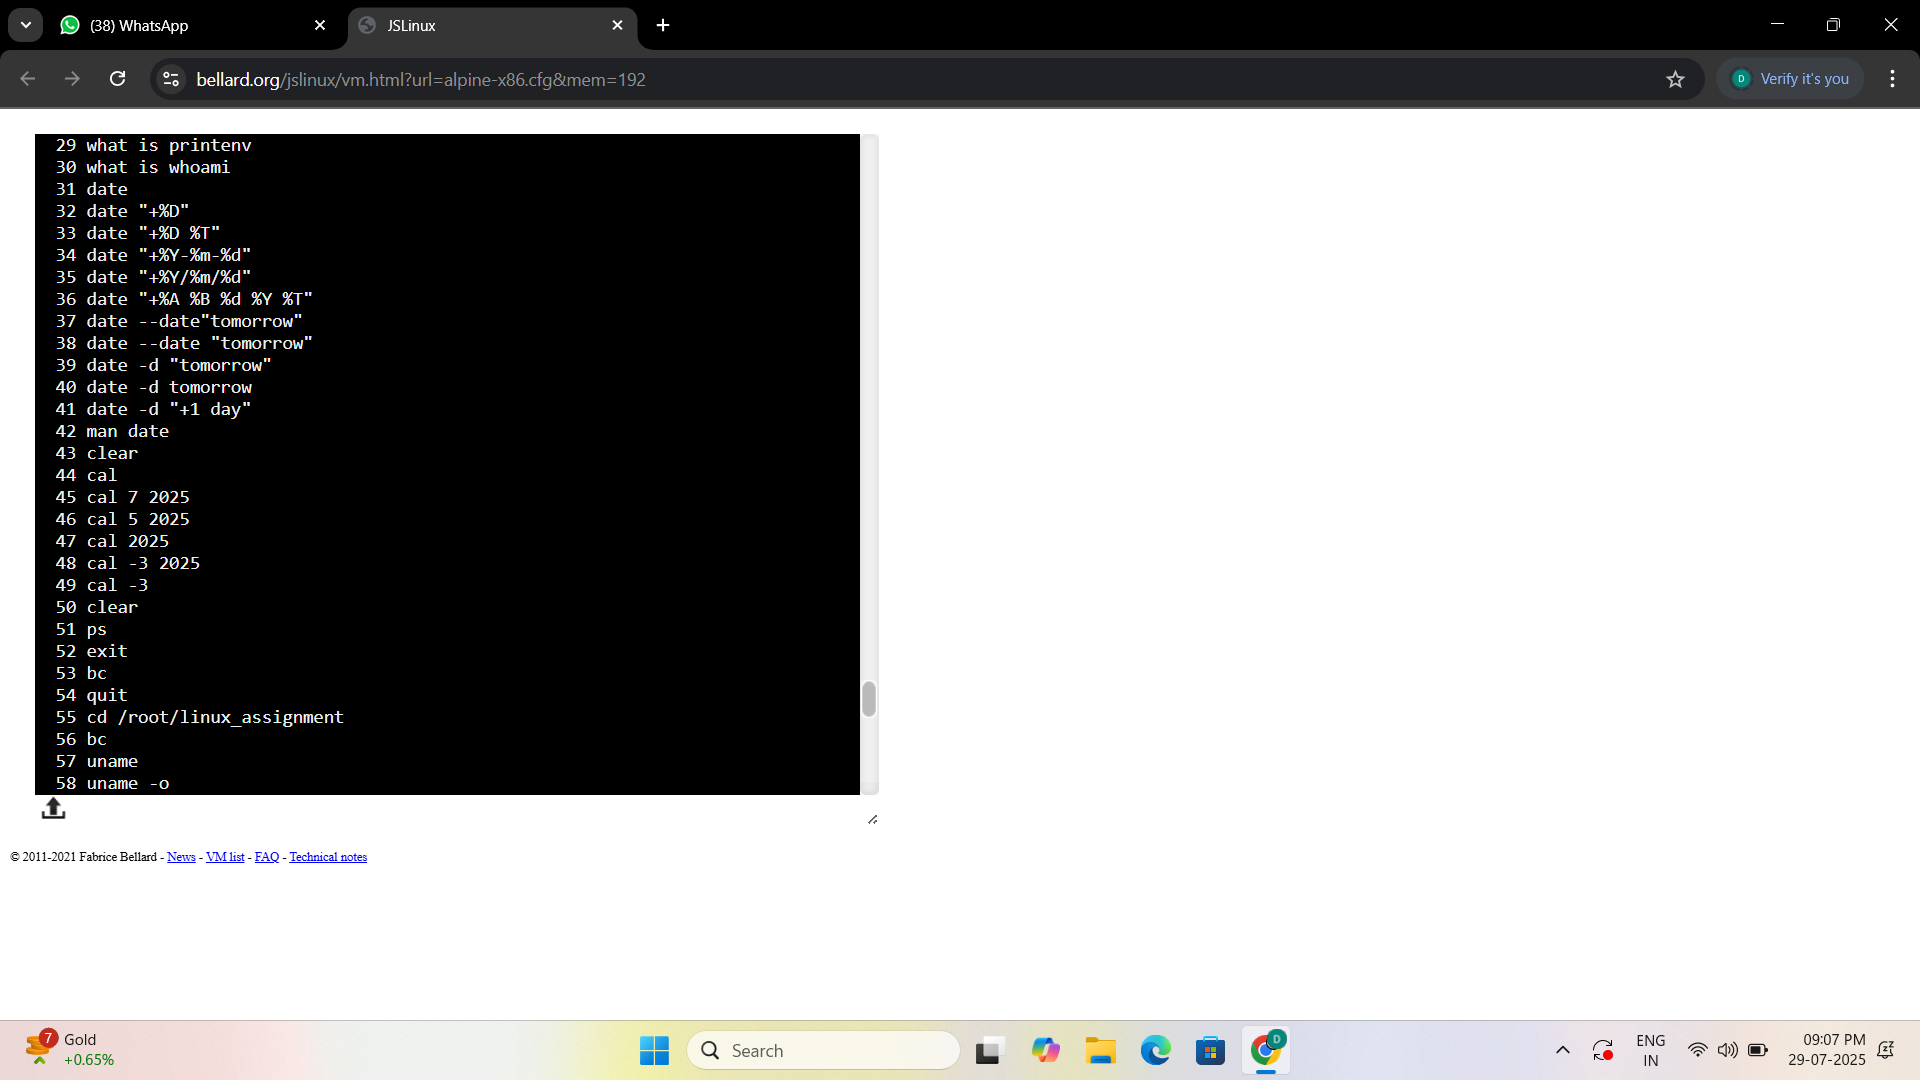 (38) WhatsApp
JSLinux
bellard.org/jslinux/vm.html?url=alpine-x86.cfg&mem=192
D
Verify it's you
29 what is printenv
30 what is whoami
31 date
32 date "+%D"
33 date "+%D %T"
34 date "+%Y-%m-%d"
35 date "+%Y/%m/%d"
36 date "+%A %B %d %Y %T"
37 date --date"tomorrow"
38 date --date "tomorrow"
39 date -d "tomorrow"
40 date -d tomorrow
41 date -d "+1 day"
42 man date
43 clear
44 cal
45 cal 7 2025
46 cal 5 2025
47 cal 2025
48 cal -3 2025
49 cal -3
50 clear
51 ps
52 exit
53 bc
54 quit
55 cd /root/linux_assignment
56 bc
57 uname
58 uname -o
© 2011-2021 Fabrice Bellard - News - VM list - FAQ - Technical notes
7
Gold
+0.65%
Search
D
ENG
IN
09:07 PM
29-07-2025